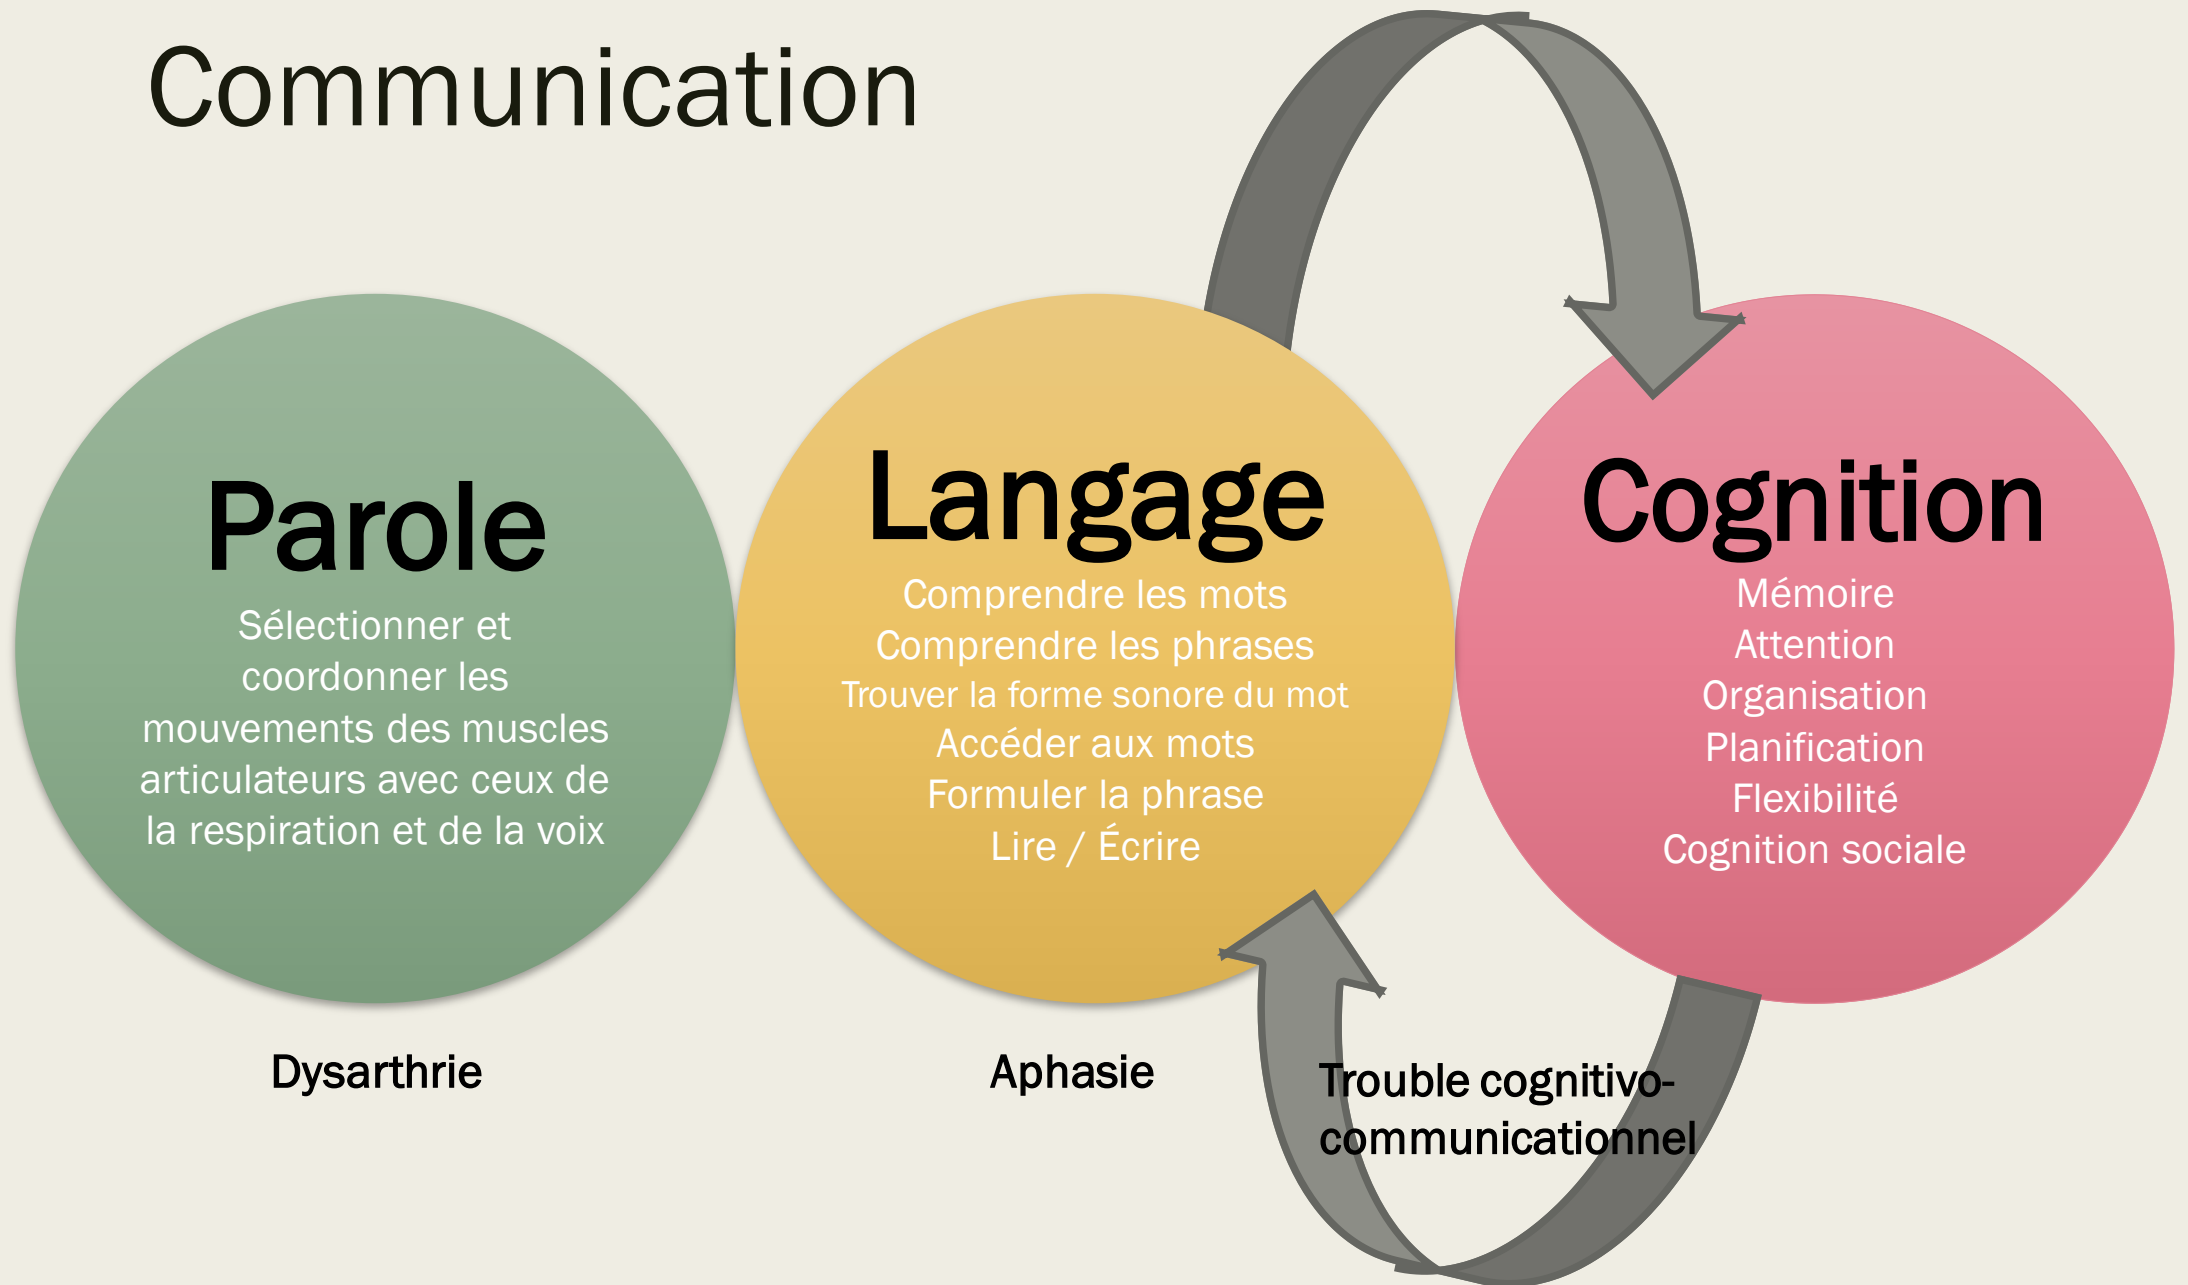 Communication
Parole
Sélectionner et
coordonner les
mouvements des muscles
articulateurs avec ceux de
la respiration et de la voix
Dysarthrie
Langage
Comprendre les mots
Comprendre les phrases
Trouver la forme sonore du mot
Accéder aux mots
Formuler la phrase
Lire / Écrire
Aphasie
Cognition
Mémoire
Attention
Organisation
Planification
Flexibilité
Cognition sociale
Trouble cognitivo-
communicationnel